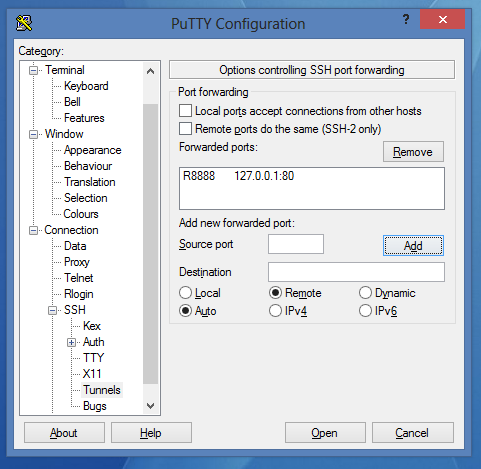 PuTTY Configuration
?
Category:
Terminal
Keyboard
Bell
Features
Window
Appearance
Behaviour
Translation
Selection
Colours
Connection
Data
Proxy
Telnet
Rlogin
SSH
Kex
Auth
TTY
X11
Tunnels
Bugs
Options controlling SSH port forwarding
Port forwarding
Local ports accept connections from other hosts
Remote ports do the same (SSH-2 only)
Forwarded ports:
Remove
R8888 127.0.0.1:80
Add new forwarded port:
Source port
Add
Destination
Local Remote Dynamic
Auto IPv4 IPv6
About Help Open Cancel